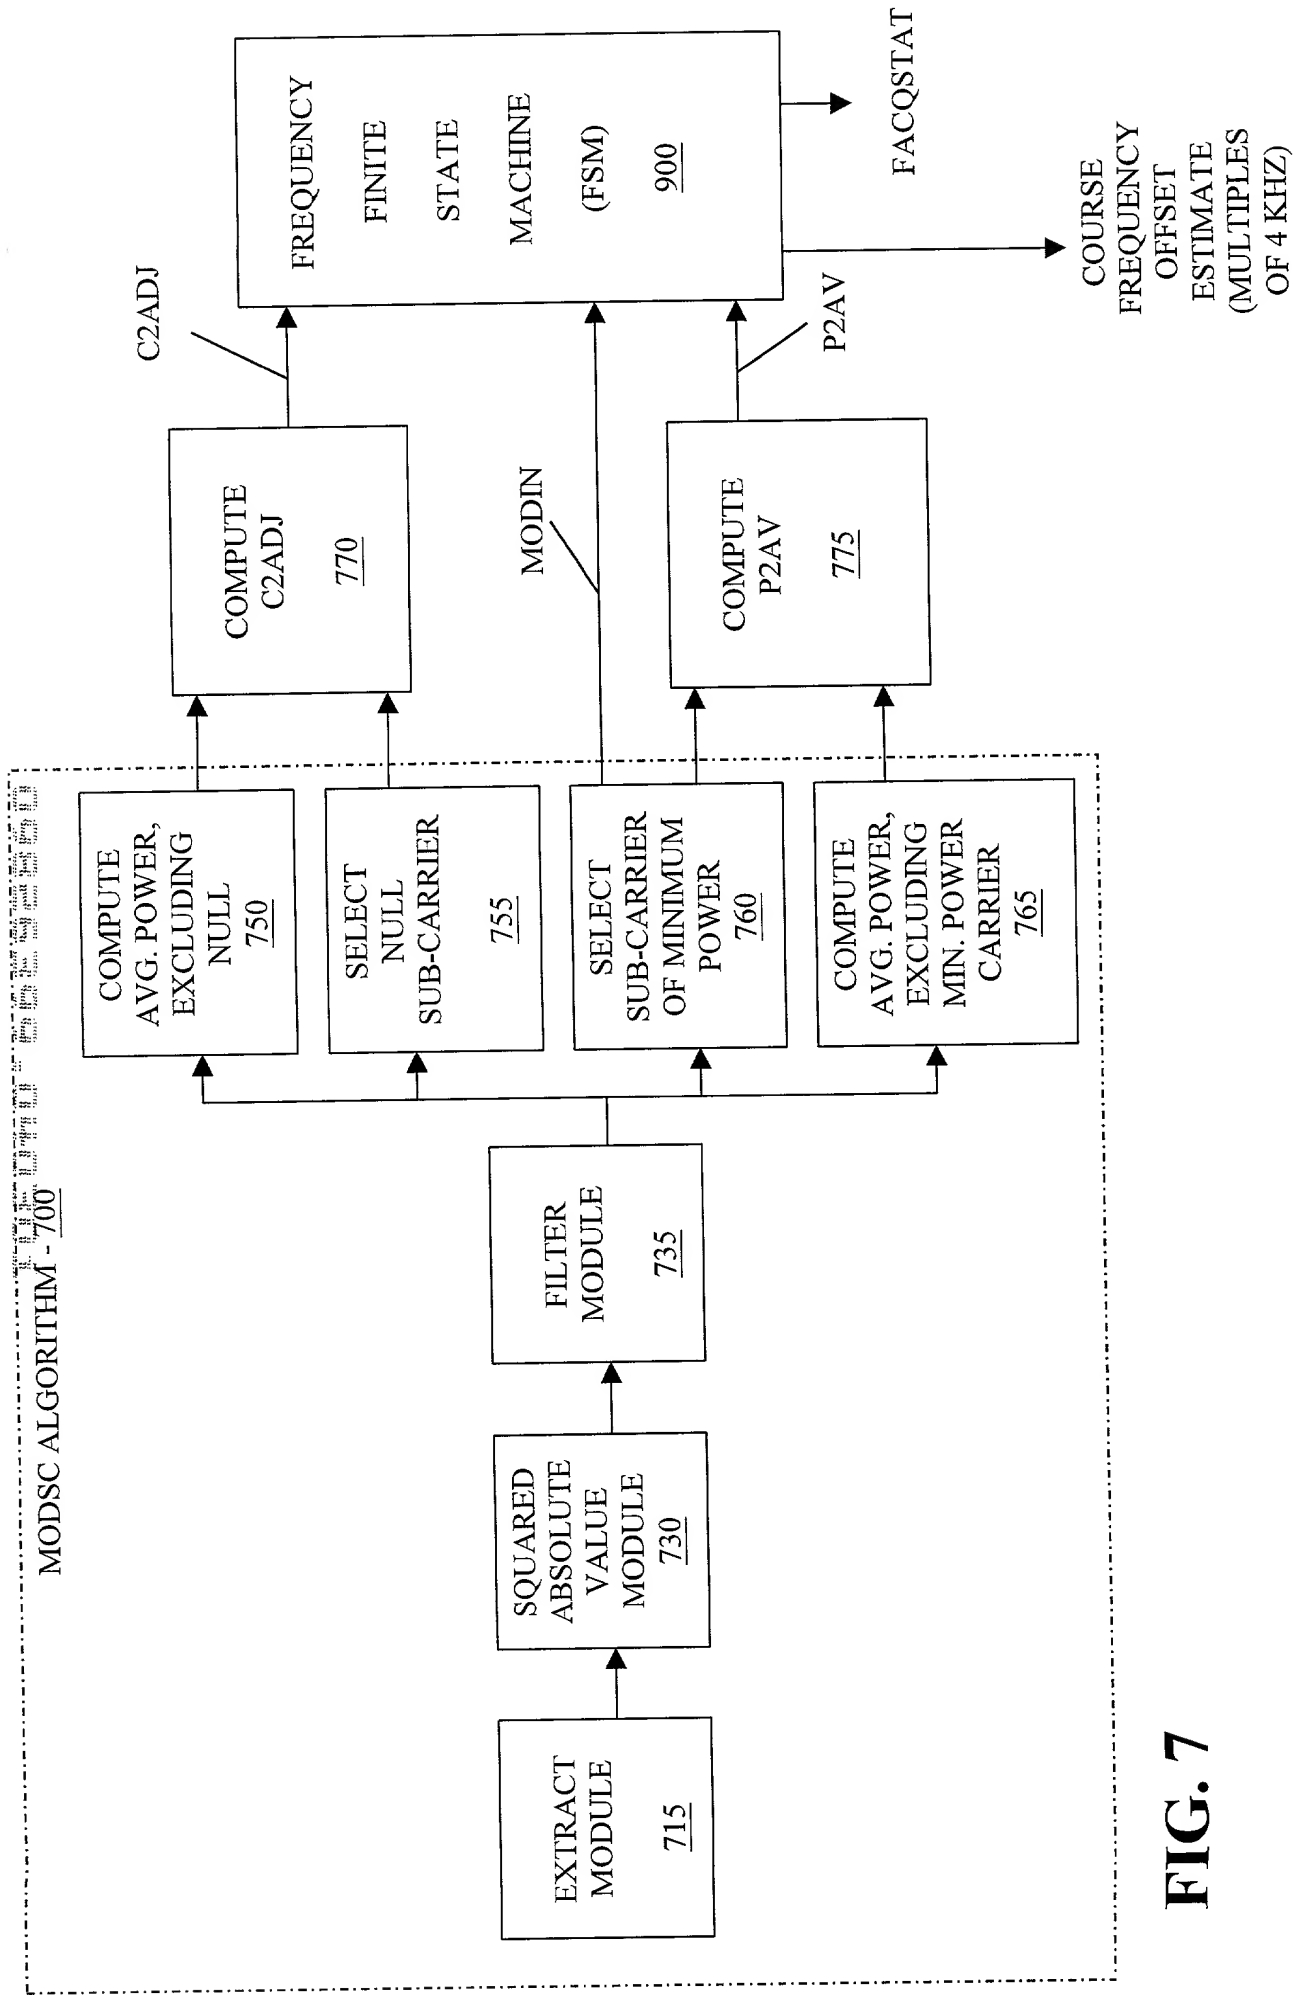 MODSC ALGORITHM - 700
EXTRACT
MODULE
715
SQUARED
ABSOLUTE
VALUE
MODULE
730
FILTER
MODULE
735
COMPUTE
AVG. POWER,
EXCLUDING
NULL
750
SELECT
NULL
SUB-CARRIER
755
SELECT
SUB-CARRIER
OF MINIMUM
POWER
760
COMPUTE
AVG. POWER,
EXCLUDING
MIN. POWER
CARRIER
765
COMPUTE
C2ADJ
770
MODIN
COMPUTE
P2AV
775
C2ADJ
P2AV
FREQUENCY
FINITE
STATE
MACHINE
(FSM)
900
FACQSTAT
COURSE
FREQUENCY
OFFSET
ESTIMATE
(MULTIPLES
OF 4 KHZ)
FIG. 7